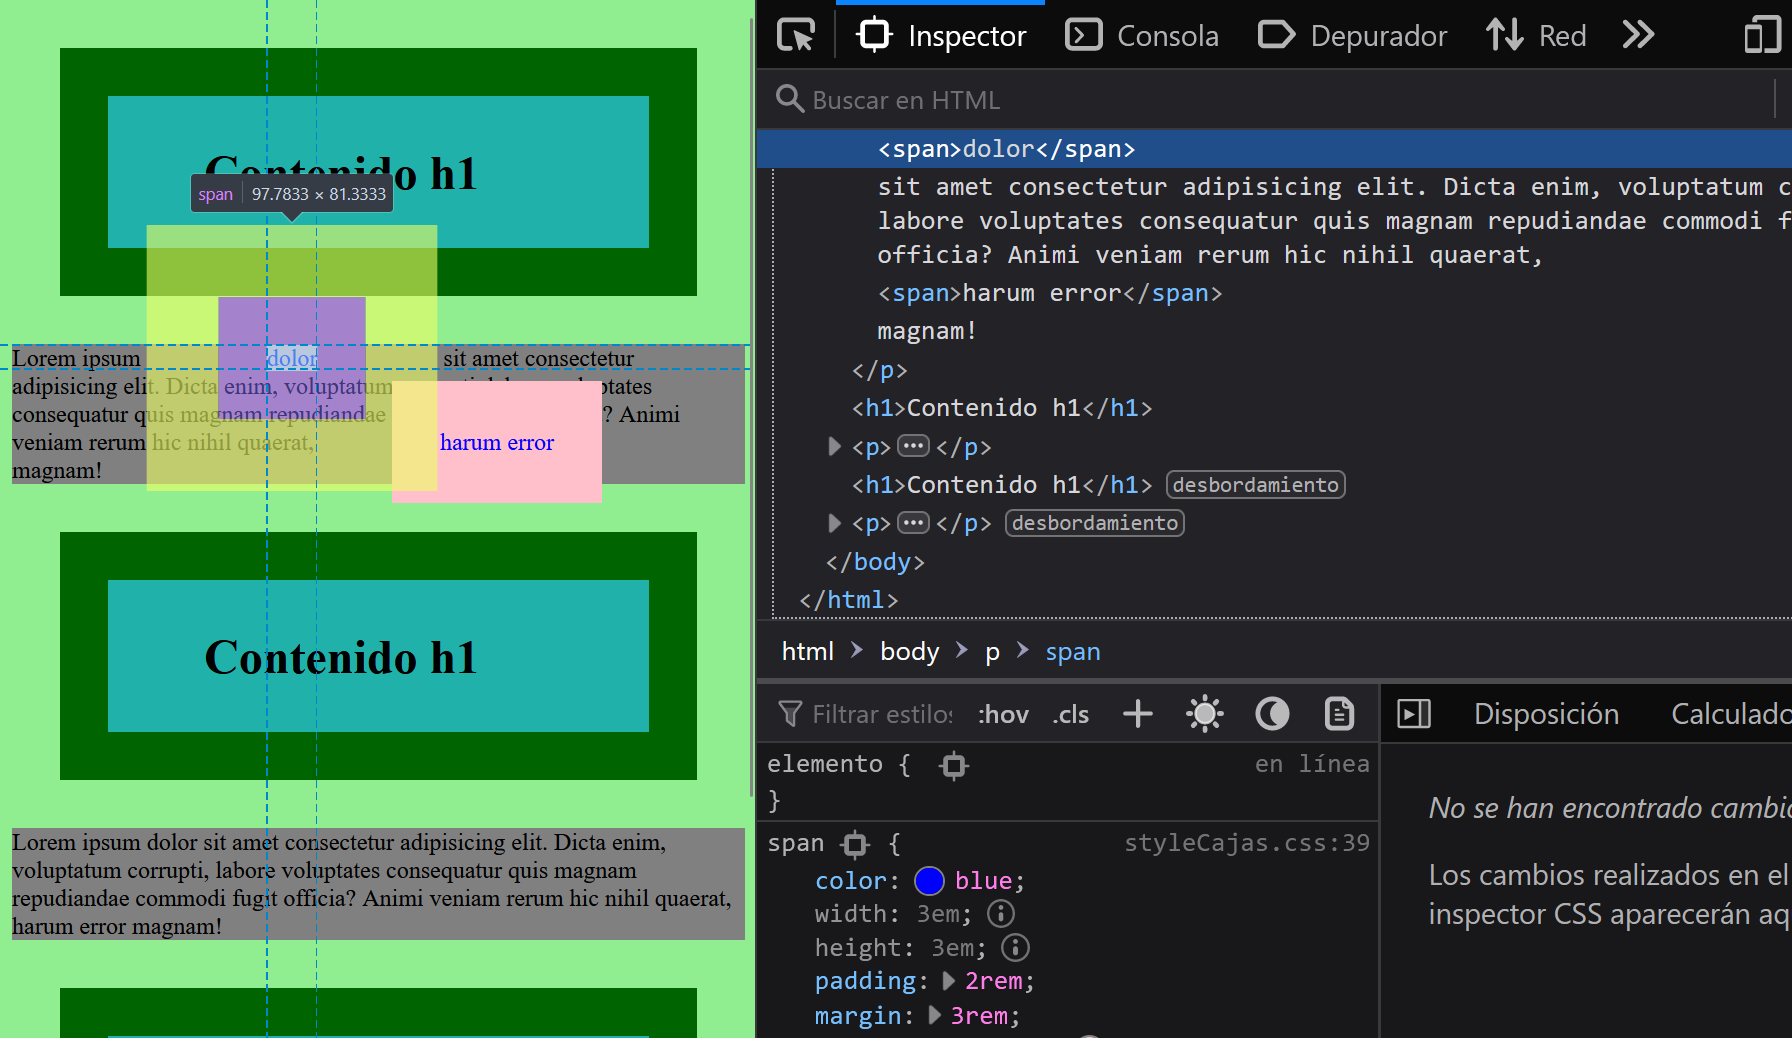 Contenido h1
span 97.7833 × 81.3333
Lorem ipsum dolor sit amet consectetur
adipisicing elit. Dicta enim, voluptatum
consequatur quis magnam repudiandae ? Animi
veniam rerum hic nihil quaerat, harum error
magnam!
Contenido h1
Lorem ipsum dolor sit amet consectetur adipisicing elit. Dicta enim,
voluptatum corrupti, labore voluptates consequatur quis magnam
repudiandae commodi fugit officia? Animi veniam rerum hic nihil quaerat,
harum error magnam!
Inspector Consola Depurador Red
Buscar en HTML
<span>dolor</span>
sit amet consectetur adipisicing elit. Dicta enim, voluptatum c
labore voluptates consequatur quis magnam repudiandae commodi f
officia? Animi veniam rerum hic nihil quaerat,
<span>harum error</span>
magnam!
</p>
<h1>Contenido h1</h1>
<p>•••</p>
<h1>Contenido h1</h1> desbordamiento
<p>•••</p> desbordamiento
</body>
</html>
html body p span
Filtrar estilos :hov .cls
elemento { en línea
}
span { styleCajas.css:39
color: blue;
width: 3em;
height: 3em;
padding: 2rem;
margin: 3rem;
Disposición Calculado
No se han encontrado cambio
Los cambios realizados en el
inspector CSS aparecerán aq